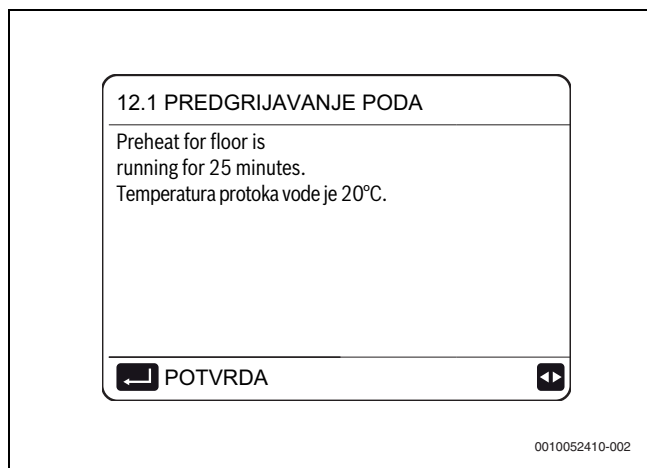 12.1 PREDGRIJAVANJE PODA
Preheat for floor is
running for 25 minutes.
Temperatura protoka vode je 20°C.
POTVRDA
0010052410-002